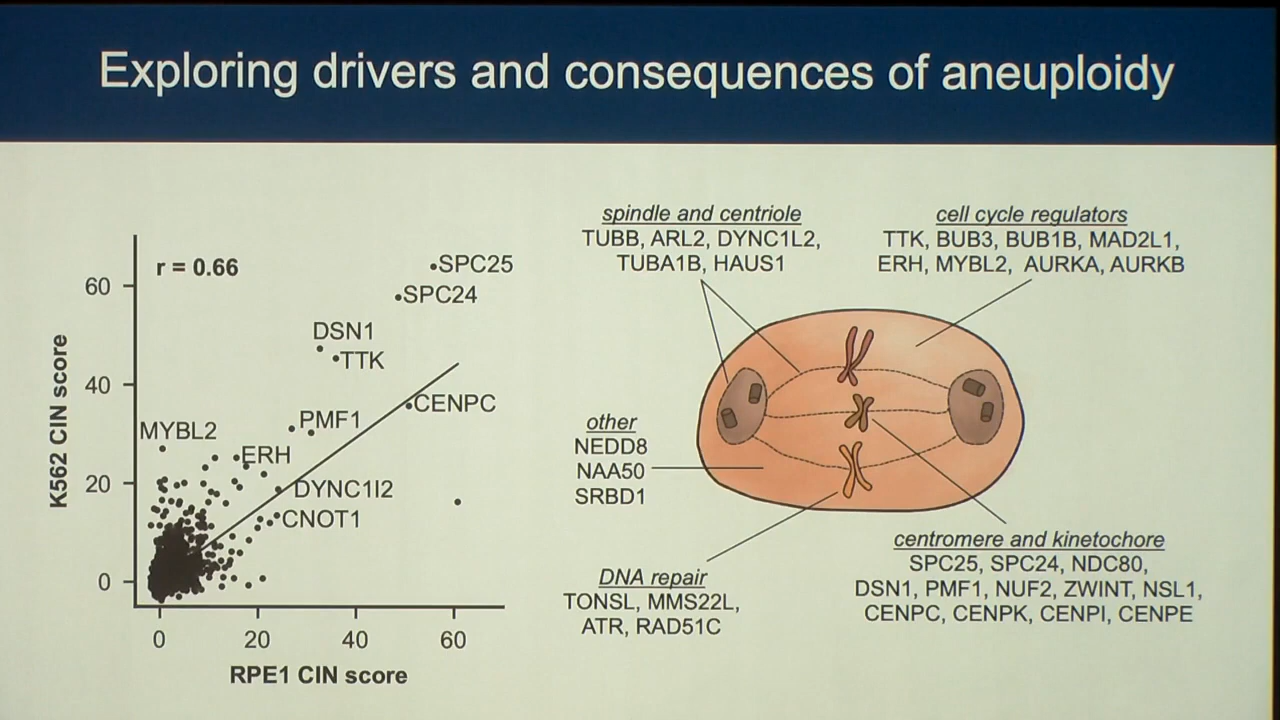 Exploring drivers and consequences of aneuploidy
r = 0.66
SPC25
SPC24
DSN1
TTK
CENPC
PMF1
MYBL2
ERH
DYNC1I2
CNOT1
K562 CIN score
60
40
20
0
0 20 40 60
RPE1 CIN score
spindle and centriole
TUBB, ARL2, DYNC1L2,
TUBA1B, HAUS1
cell cycle regulators
TTK, BUB3, BUB1B, MAD2L1,
ERH, MYBL2, AURKA, AURKB
other
NEDD8
NAA50
SRBD1
DNA repair
TONSL, MMS22L,
ATR, RAD51C
centromere and kinetochore
SPC25, SPC24, NDC80,
DSN1, PMF1, NUF2, ZWINT, NSL1,
CENPC, CENPK, CENPI, CENPE